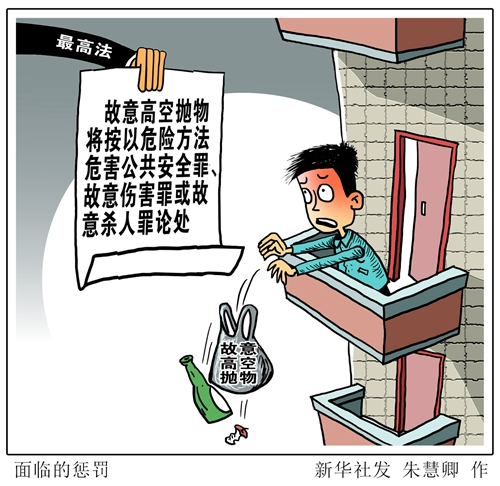 最高法
故意高空抛物
将按以危险方法
危害公共安全罪、
故意伤害罪或故
意杀人罪论处
故意
高空
抛物
面临的惩罚
新华社发 朱慧卿 作